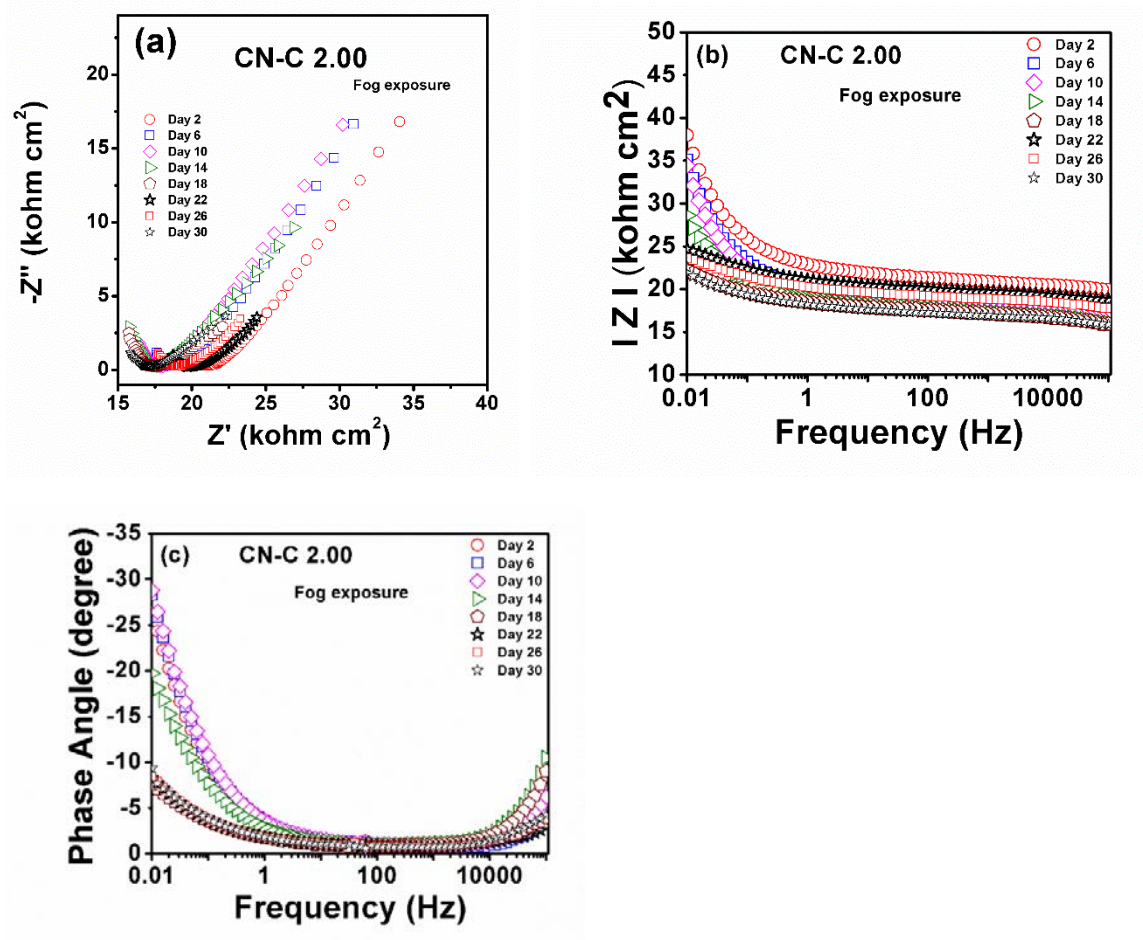 (a)
CN-C 2.00
Fog exposure
Day 2
Day 6
Day 10
Day 14
Day 18
Day 22
Day 26
Day 30
20
15
10
5
0
-Z" (kohm cm²)
15 20 25 30 35 40
Z' (kohm cm²)
(b)
CN-C 2.00
Fog exposure
Day 2
Day 6
Day 10
Day 14
Day 18
Day 22
Day 26
Day 30
50
45
40
35
30
25
20
15
10
I Z I (kohm cm²)
0.01 1 100 10000
Frequency (Hz)
(c)
CN-C 2.00
Fog exposure
Day 2
Day 6
Day 10
Day 14
Day 18
Day 22
Day 26
Day 30
-35
-30
-25
-20
-15
-10
-5
0
Phase Angle (degree)
0.01 1 100 10000
Frequency (Hz)